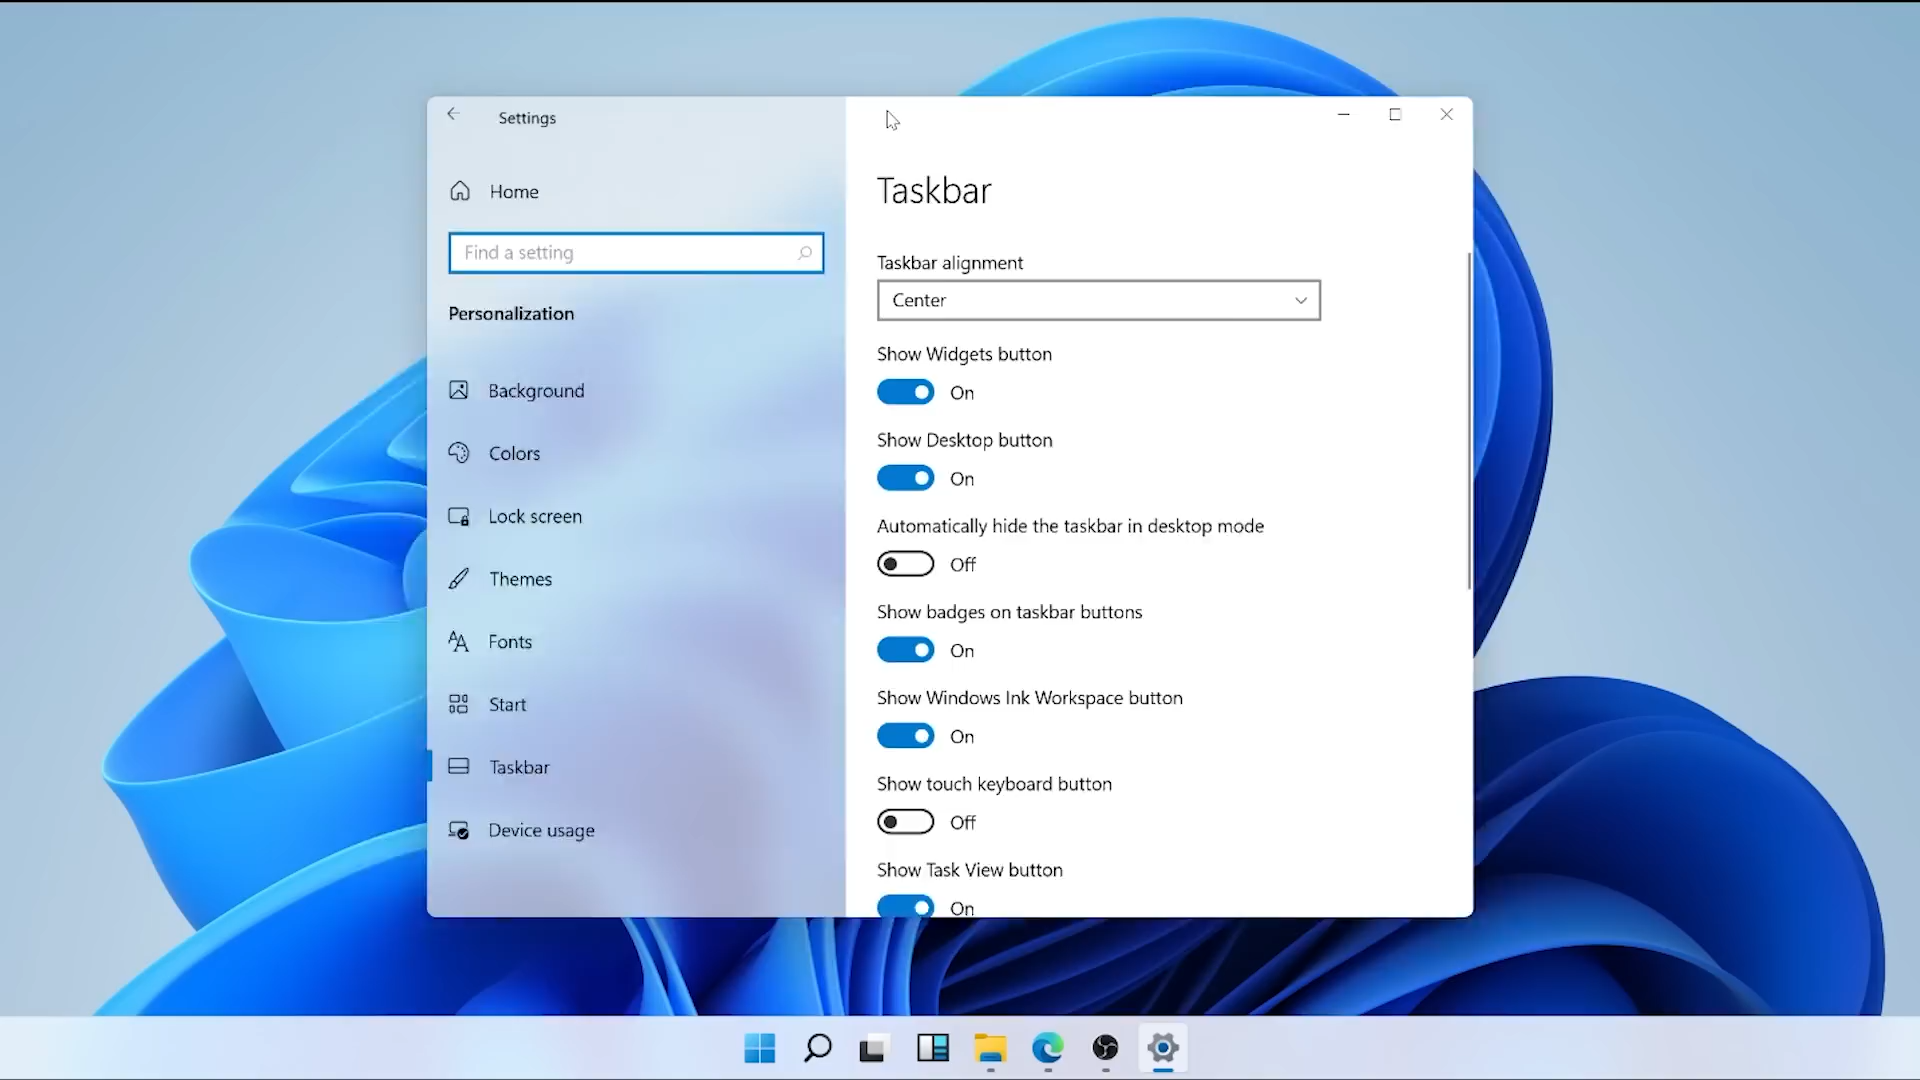 Settings
Home
Find a setting
Personalization
Background
Colors
Lock screen
Themes
Fonts
Start
Taskbar
Device usage
Taskbar
Taskbar alignment
Center
Show Widgets button
On
Show Desktop button
On
Automatically hide the taskbar in desktop mode
Off
Show badges on taskbar buttons
On
Show Windows Ink Workspace button
On
Show touch keyboard button
Off
Show Task View button
On